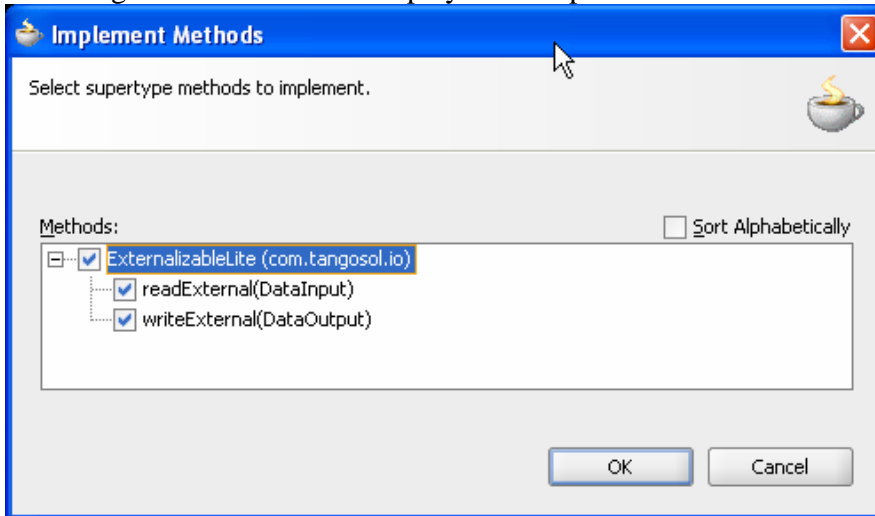 Implement Methods
Select supertype methods to implement.
Methods:
Sort Alphabetically
ExternalizableLite (com.tangosol.io)
readExternal(DataInput)
writeExternal(DataOutput)
OK
Cancel